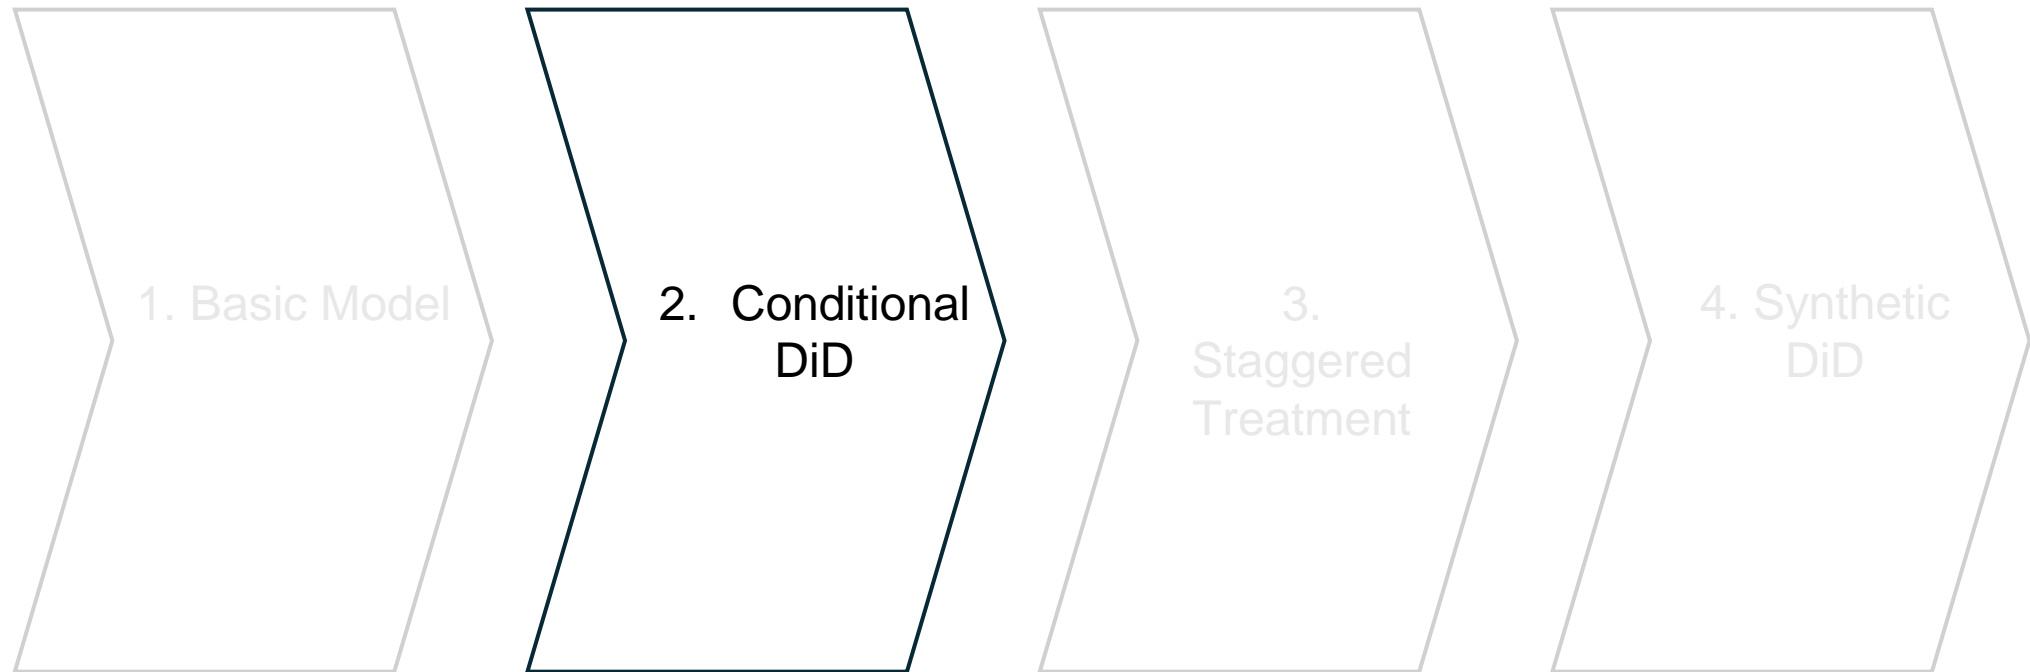 1. Basic Model
2. Conditional
DiD
3.
Staggered
Treatment
4. Synthetic
DiD